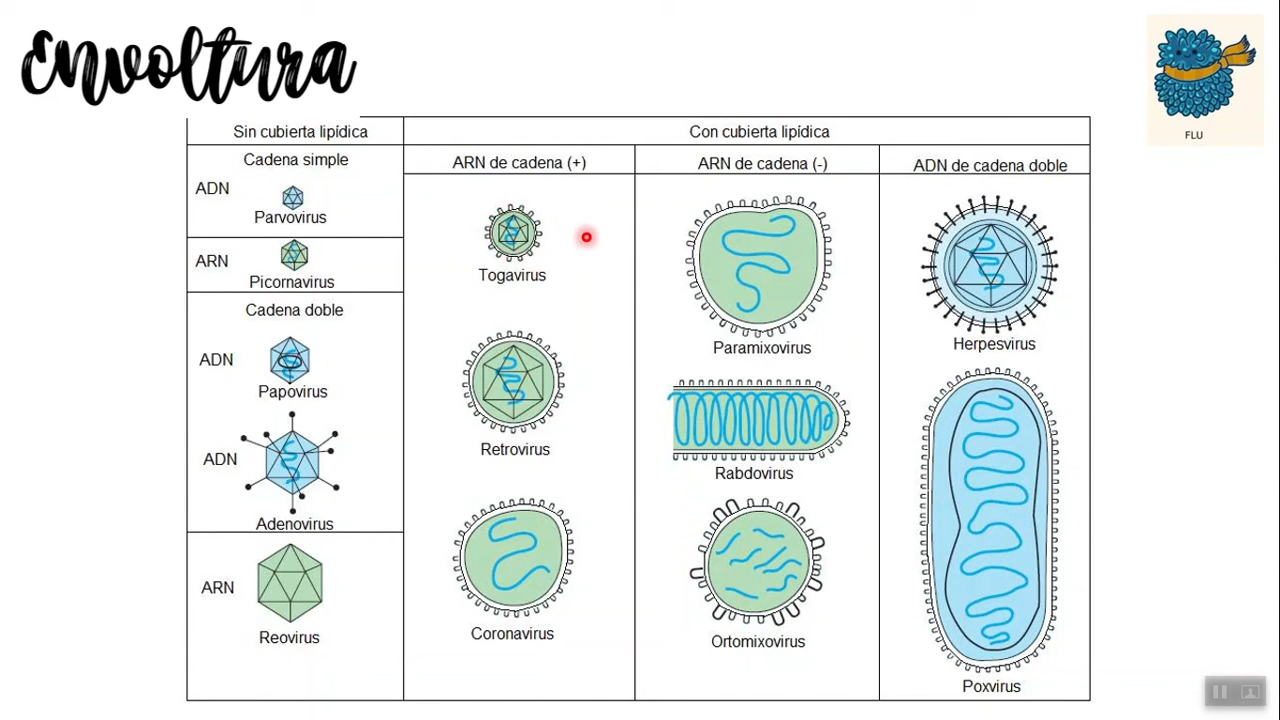 Envoltura
FLU
Sin cubierta lipídica
Con cubierta lipídica
Cadena simple
ADN
Parvovirus
ARN
Picornavirus
Cadena doble
ADN
Papovirus
ADN
Adenovirus
ARN
Reovirus
ARN de cadena (+)
Togavirus
Retrovirus
Coronavirus
ARN de cadena (-)
Paramixovirus
Rabdovirus
Ortomixovirus
ADN de cadena doble
Herpesvirus
Poxvirus